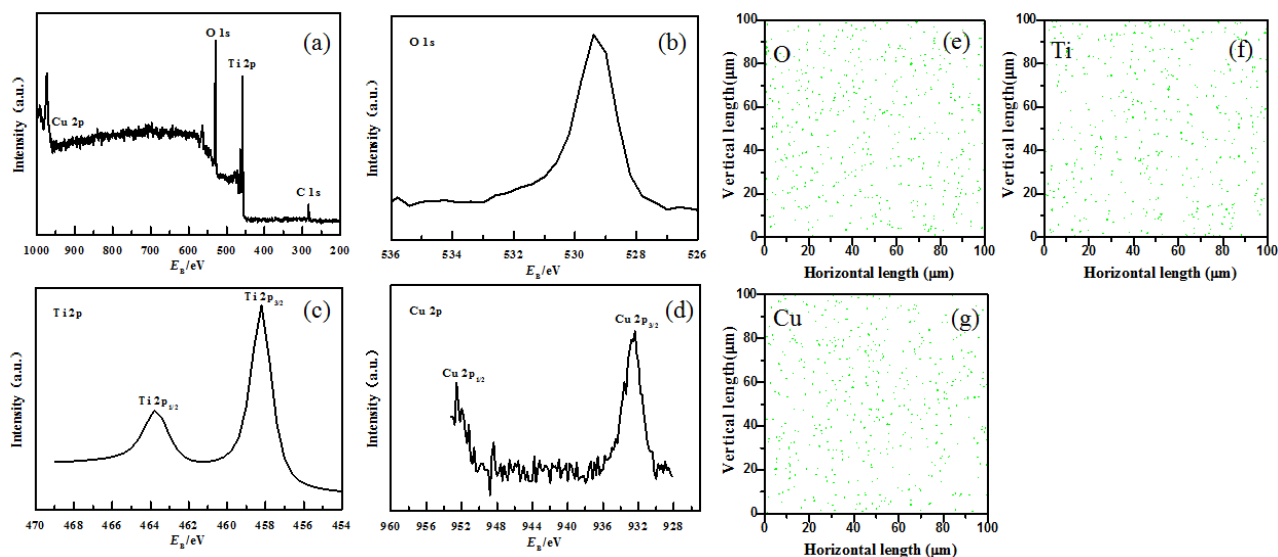 (a)
O 1s
Ti 2p
Cu 2p
C 1s
Intensity (a.u.)
1000 900 800 700 600 500 400 300 200
E_B/eV
(b)
O 1s
Intensity (a.u.)
536 534 532 530 528 526
E_B/eV
(e)
O
Vertical length(μm)
100
80
60
40
20
0
0 20 40 60 80 100
Horizontal length (μm)
(f)
Ti
Vertical length(μm)
100
80
60
40
20
0
0 20 40 60 80 100
Horizontal length (μm)
(c)
Ti 2p
Ti 2p3/2
Ti 2p1/2
Intensity (a.u.)
470 468 466 464 462 460 458 456 454
E_B/eV
(d)
Cu 2p
Cu 2p3/2
Cu 2p1/2
Intensity (a.u.)
960 956 952 948 944 940 936 932 928
E_B/eV
(g)
Cu
Vertical length(μm)
100
80
60
40
20
0
0 20 40 60 80 100
Horizontal length (μm)